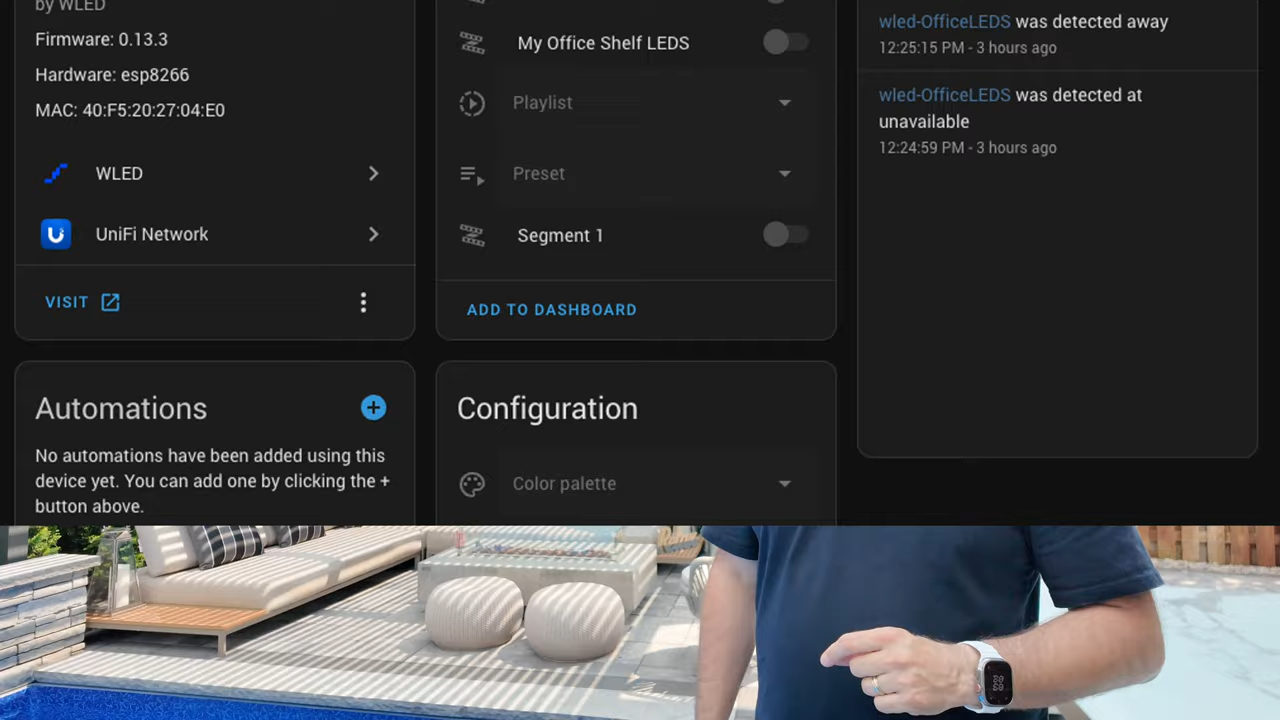 by WLED
Firmware: 0.13.3
Hardware: esp8266
MAC: 40:F5:20:27:04:E0
WLED
UniFi Network
VISIT
Automations
No automations have been added using this
device yet. You can add one by clicking the +
button above.
My Office Shelf LEDS
Playlist
Preset
Segment 1
ADD TO DASHBOARD
Configuration
Color palette
wled-OfficeLEDS was detected away
12:25:15 PM - 3 hours ago
wled-OfficeLEDS was detected at
unavailable
12:24:59 PM - 3 hours ago